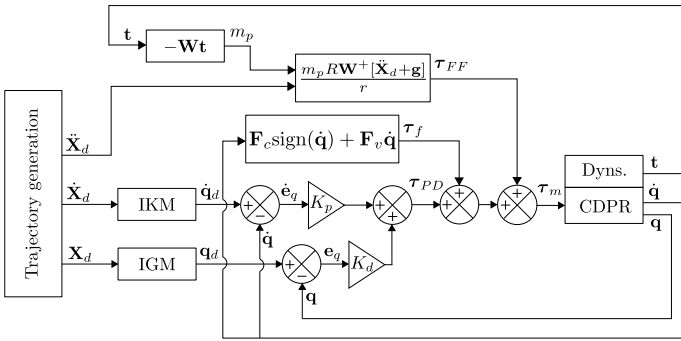 t
−Wt
m_p
m_p R W⁺ [Ẍ_d + g]
r
τ_FF
Trajectory generation
Ẍ_d
F_c sign(q̇) + F_v q̇
τ_f
Ẋ_d
IKM
q̇_d
+
−
ė_q
K_p
+
+
τ_PD
+
+
+
+
τ_m
Dyns.
CDPR
t
q̇
q
q̇
X_d
IGM
q_d
+
−
e_q
K_d
q